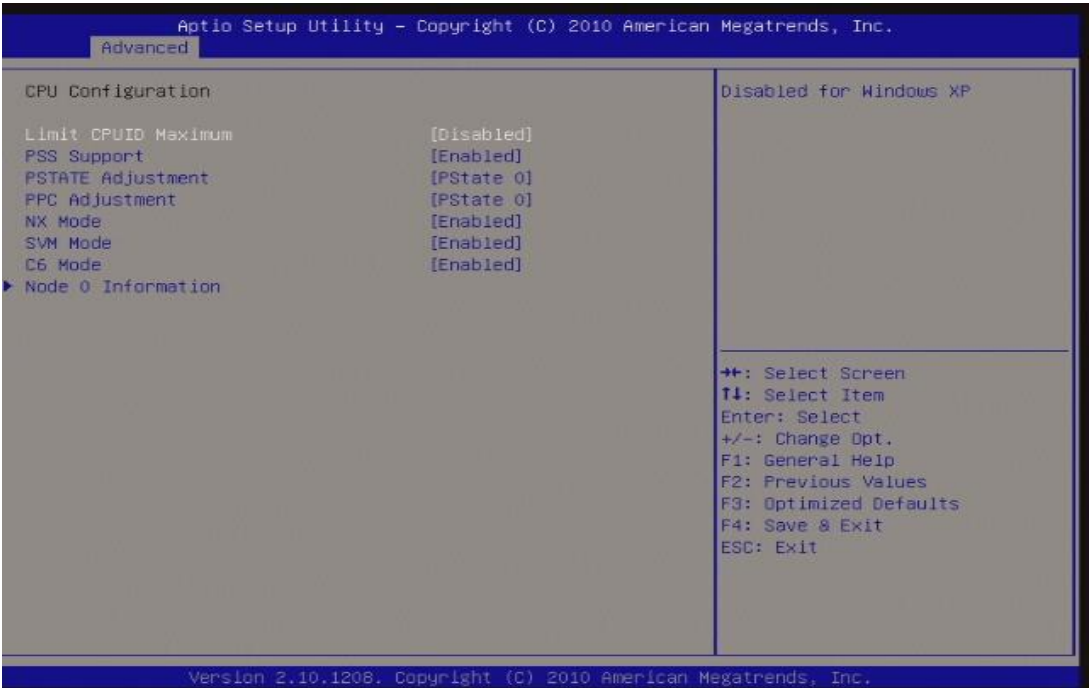 Aptio Setup Utility – Copyright (C) 2010 American Megatrends, Inc.
Advanced
CPU Configuration
Limit CPUID Maximum [Disabled]
PSS Support [Enabled]
PSTATE Adjustment [PState 0]
PPC Adjustment [PState 0]
NX Mode [Enabled]
SVM Mode [Enabled]
C6 Mode [Enabled]
Node 0 Information
Disabled for Windows XP
→←: Select Screen
↑↓: Select Item
Enter: Select
+/-: Change Opt.
F1: General Help
F2: Previous Values
F3: Optimized Defaults
F4: Save & Exit
ESC: Exit
Version 2.10.1208. Copyright (C) 2010 American Megatrends, Inc.